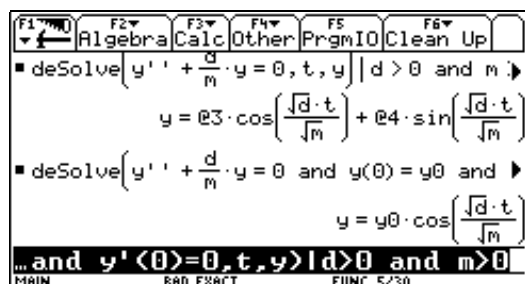 F1 F2 Algebra F3 Calc F4 Other F5 PrgmIO F6 Clean Up
▪ deSolve(y'' + d/m·y = 0, t, y) | d > 0 and m ▶
y = @3·cos(√d·t/√m) + @4·sin(√d·t/√m)
▪ deSolve(y'' + d/m·y = 0 and y(0) = y0 and ▶
y = y0·cos(√d·t/√m)
…and y'(0)=0,t,y)|d>0 and m>0
MAIN RAD EXACT FUNC 5/30